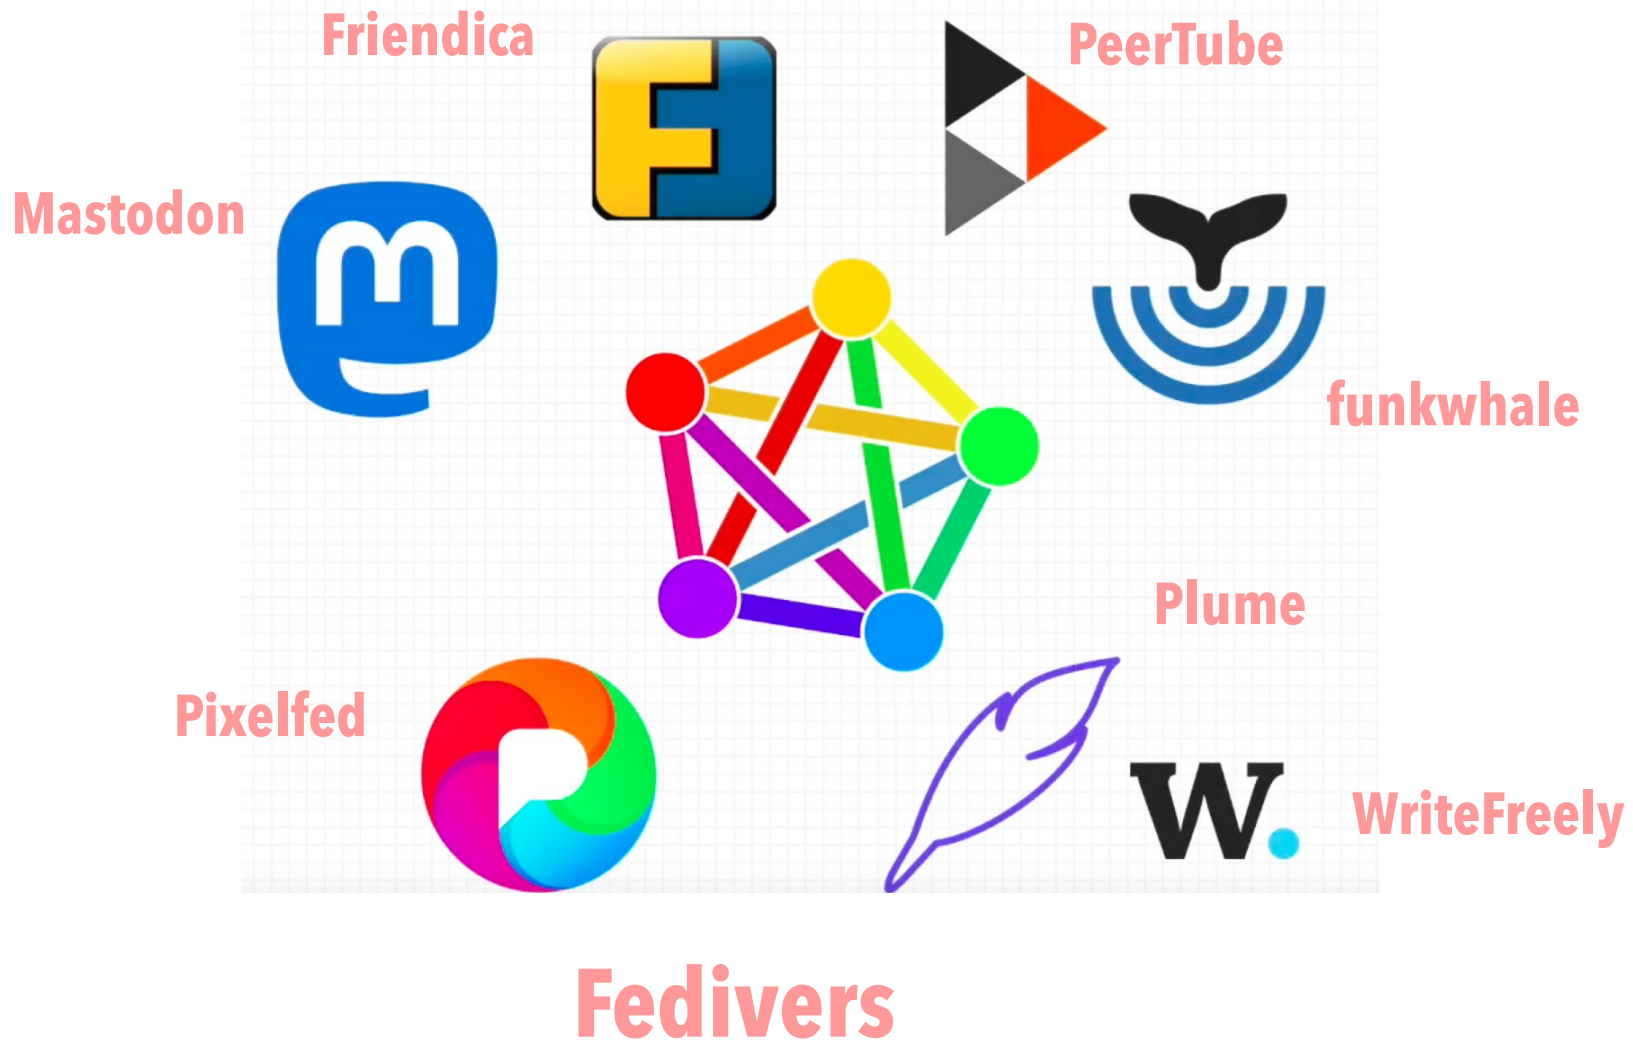 Friendica
PeerTube
Mastodon
funkwhale
Plume
Pixelfed
WriteFreely
W.
Fedivers